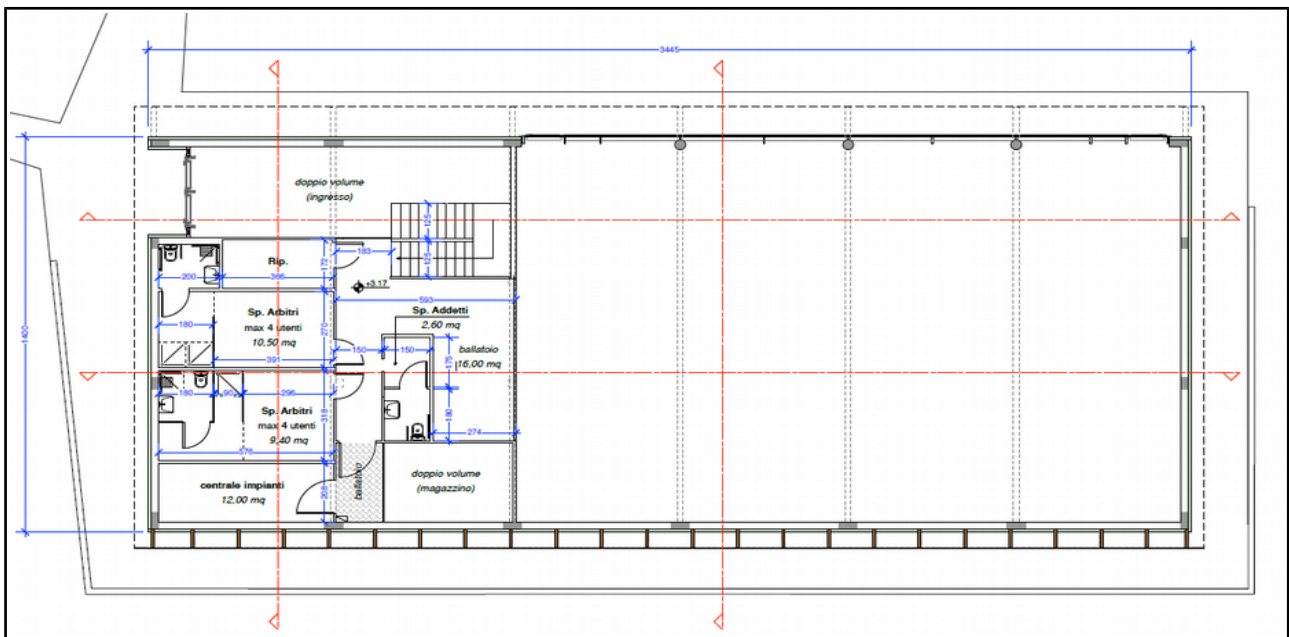 3445
doppio volume
(ingresso)
125
125
183
172
Rip.
200
366
+3.17
593
Sp. Addetti
2,60 mq
Sp. Arbitri
max 4 utenti
10,50 mq
180
270
391
150
150
175
ballatoio
16,00 mq
1400
180
90
296
Sp. Arbitri
max 4 utenti
9,40 mq
318
180
274
576
centrale impianti
12,00 mq
208
ballatoio
doppio volume
(magazzino)